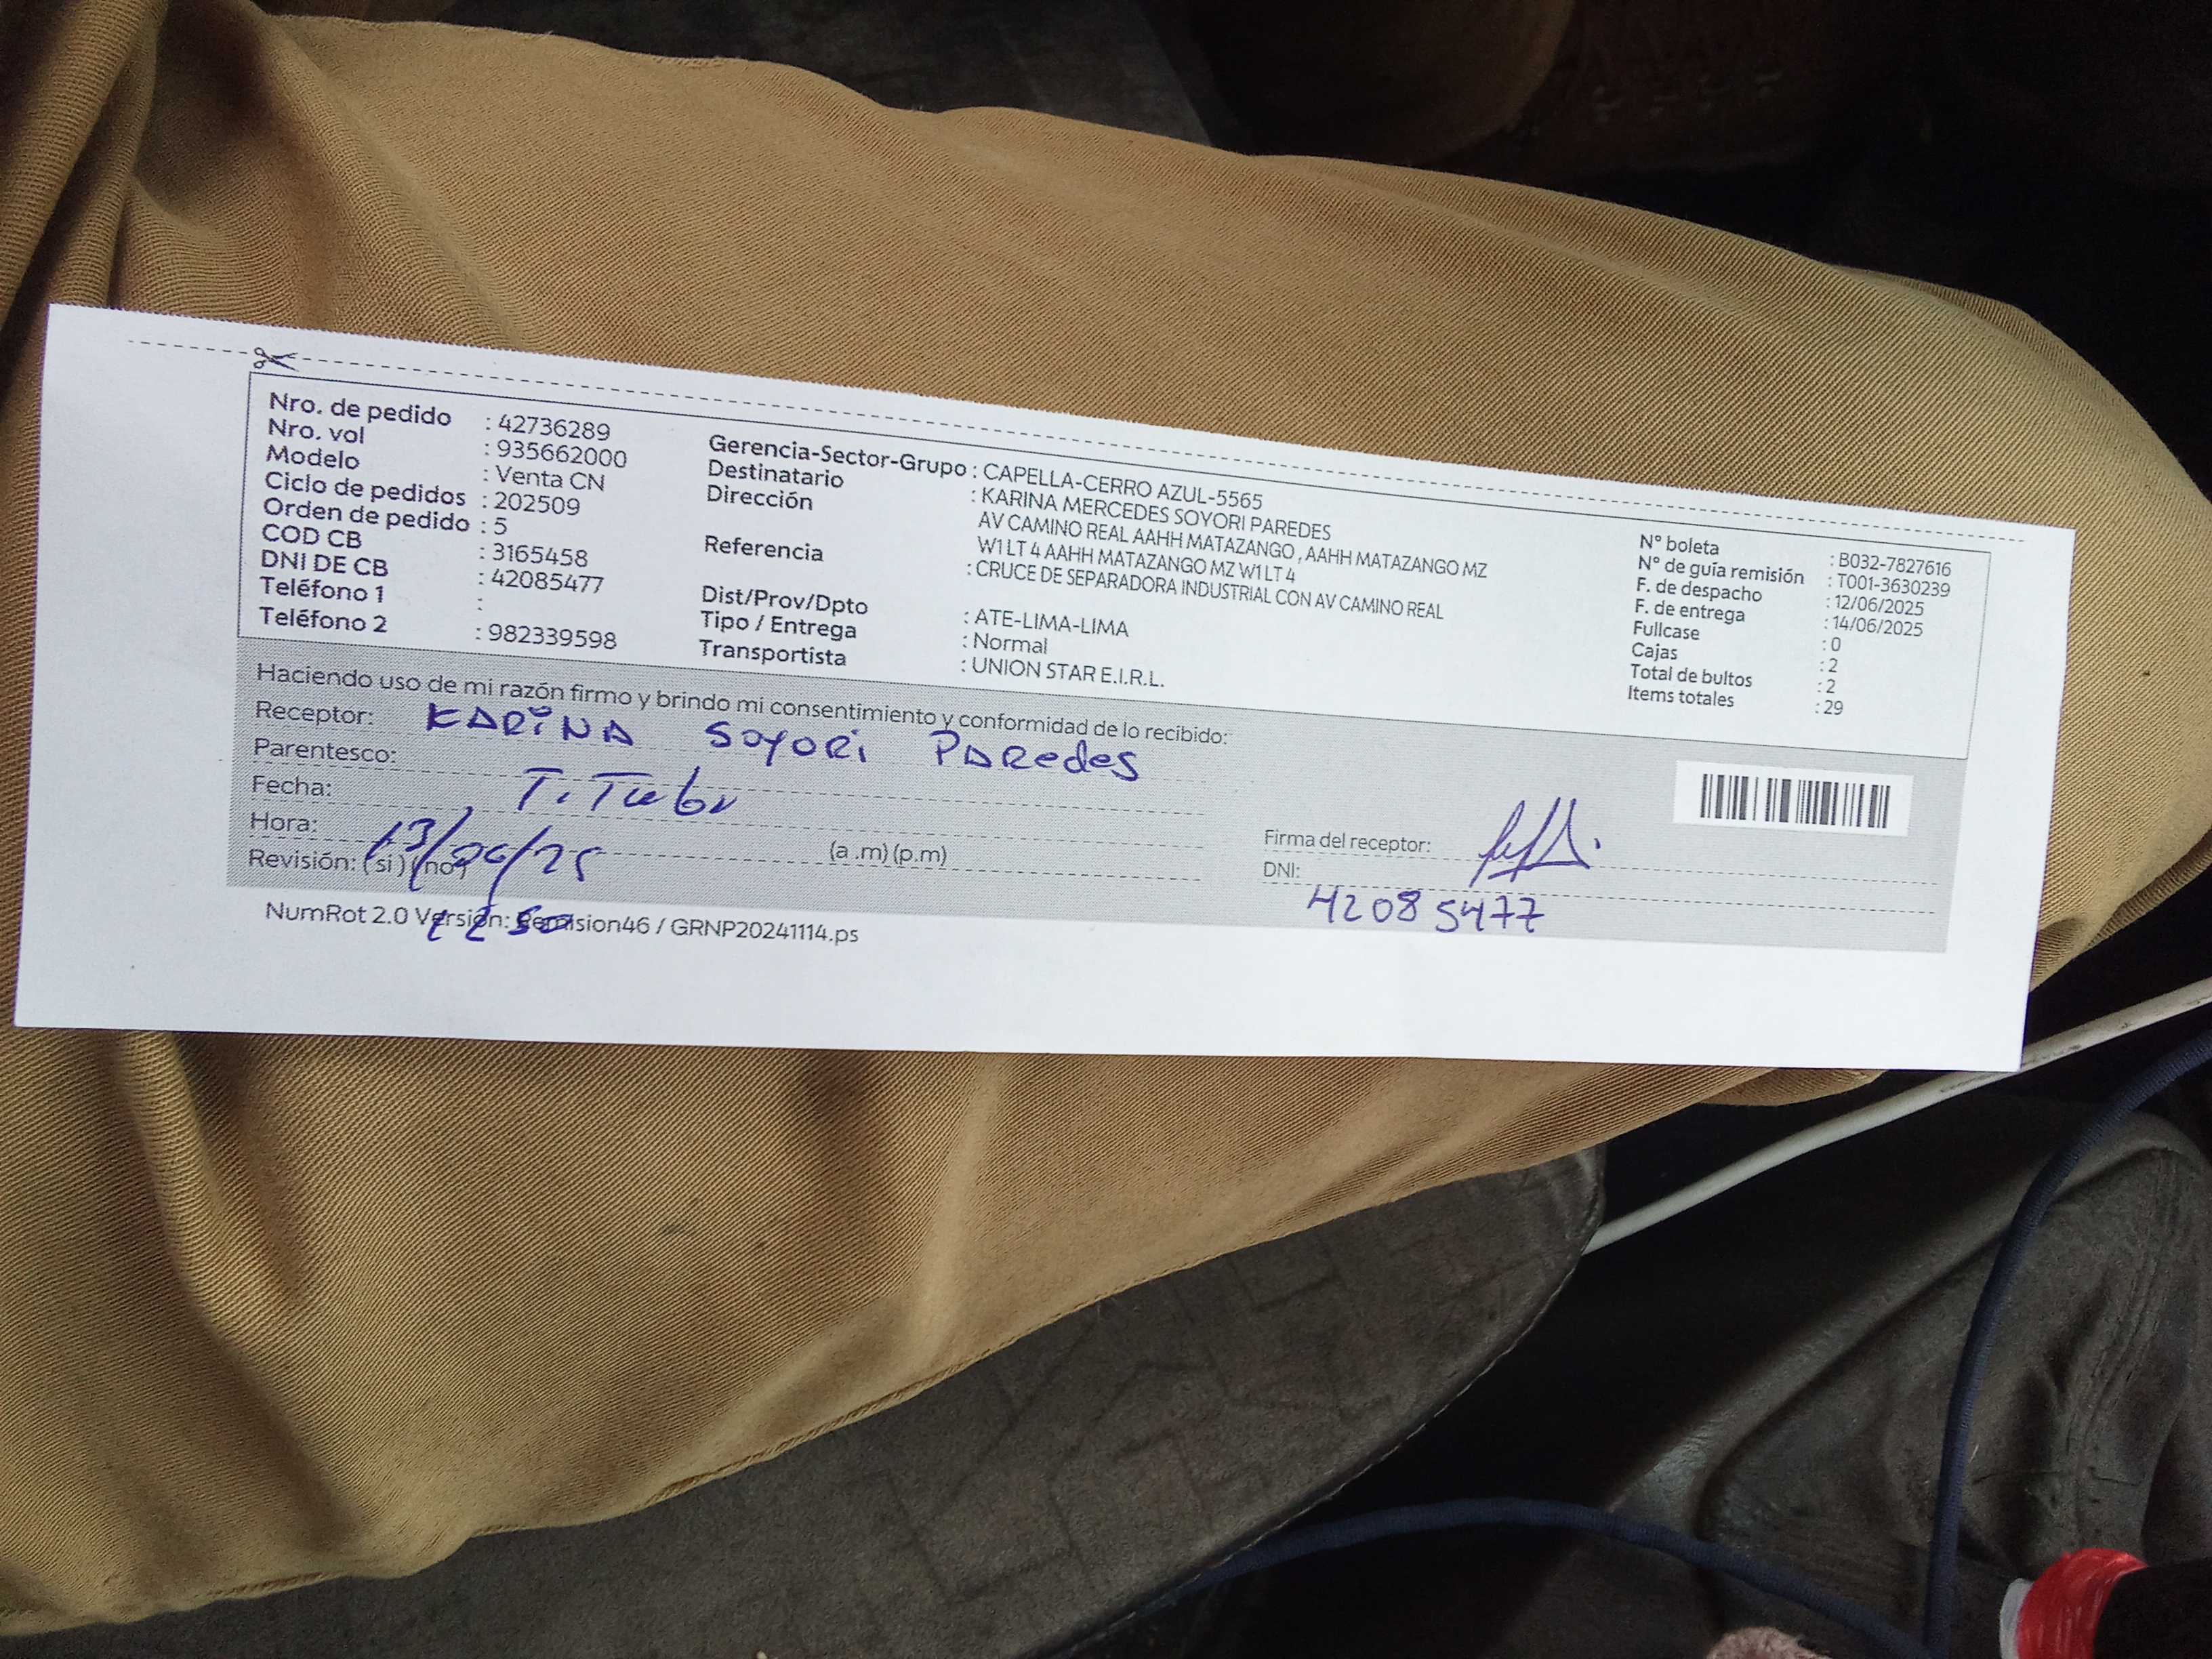 Nro. de pedido : 42736289
Nro. vol : 935662000
Modelo : Venta CN
Ciclo de pedidos : 202509
Orden de pedido : 5
COD CB : 3165458
DNI DE CB : 42085477
Teléfono 1 :
Teléfono 2 : 982339598
Gerencia-Sector-Grupo : CAPELLA-CERRO AZUL-5565
Destinatario : KARINA MERCEDES SOYORI PAREDES
Dirección AV CAMINO REAL AAHH MATAZANGO , AAHH MATAZANGO MZ
W1 LT 4 AAHH MATAZANGO MZ W1 LT 4
Referencia : CRUCE DE SEPARADORA INDUSTRIAL CON AV CAMINO REAL
Dist/Prov/Dpto : ATE-LIMA-LIMA
Tipo / Entrega : Normal
Transportista : UNION STAR E.I.R.L.
N° boleta : B032-7827616
N° de guía remisión : T001-3630239
F. de despacho : 12/06/2025
F. de entrega : 14/06/2025
Fullcase : 0
Cajas : 2
Total de bultos : 2
Items totales : 29
Haciendo uso de mi razón firmo y brindo mi consentimiento y conformidad de lo recibido:
Receptor: KARINA SOYORi PARedes
Parentesco:
Fecha: 13/06/25
Hora: (a .m) (p.m)
Revisión: ( si ) ( no )
Firma del receptor:
DNI: 42085477
NumRot 2.0 Versión: Remision46 / GRNP20241114.ps